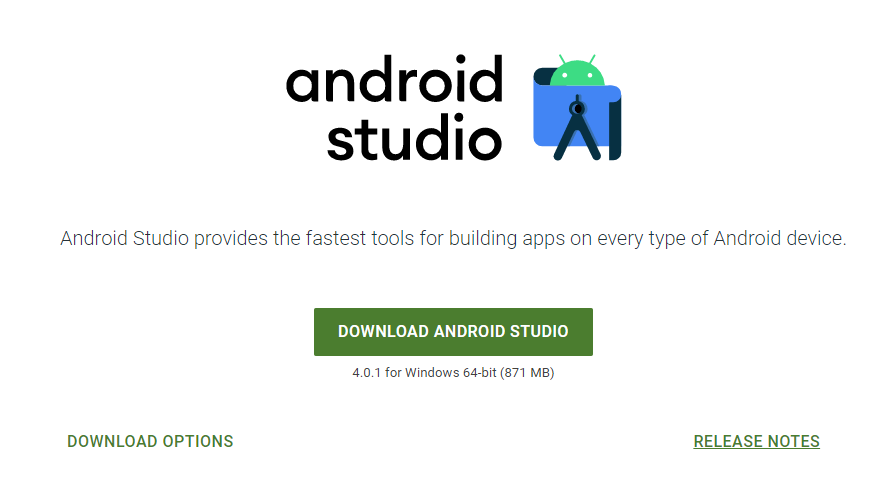 android
studio
Android Studio provides the fastest tools for building apps on every type of Android device.
DOWNLOAD ANDROID STUDIO
4.0.1 for Windows 64-bit (871 MB)
DOWNLOAD OPTIONS
RELEASE NOTES